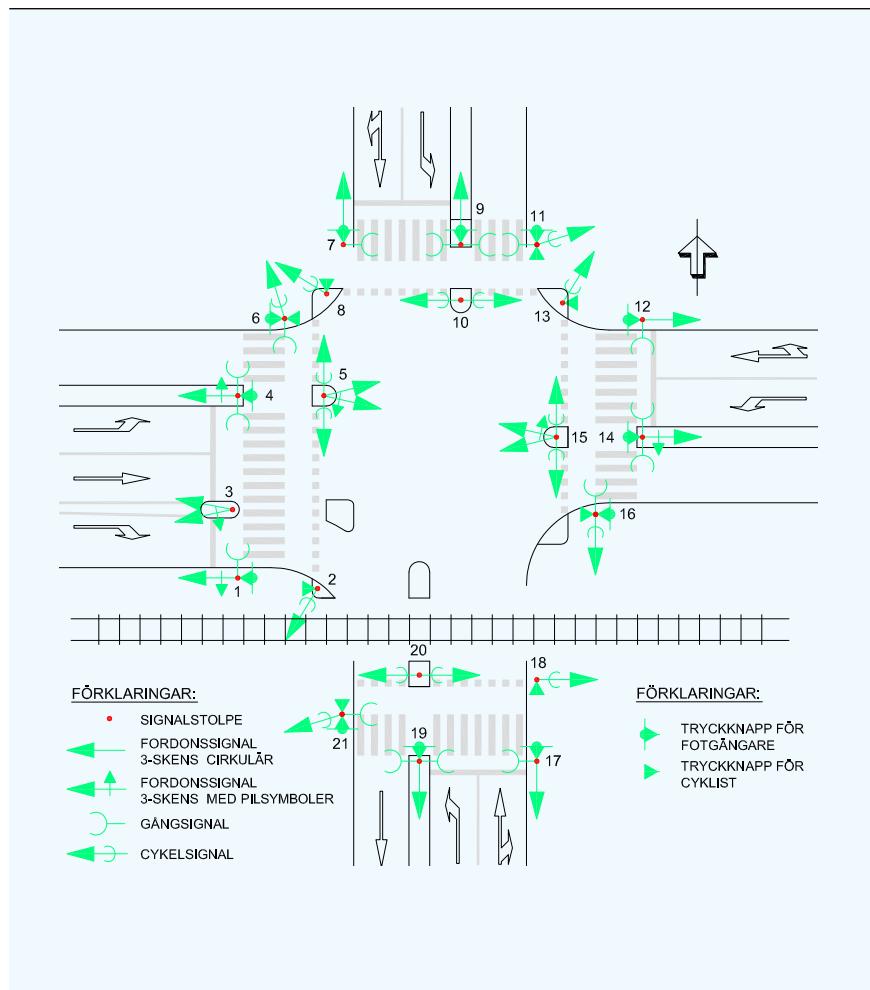 9
11
7
8
10
13
12
6
5
4
15
14
3
16
1
2
20
18
FÖRKLARINGAR:
SIGNALSTOLPE
FORDONSSIGNAL
3-SKENS CIRKULÄR
FORDONSSIGNAL
3-SKENS MED PILSYMBOLER
GÅNGSIGNAL
CYKELSIGNAL
21
19
17
FÖRKLARINGAR:
TRYCKKNAPP FÖR
FOTGÄNGARE
TRYCKKNAPP FÖR
CYKLIST